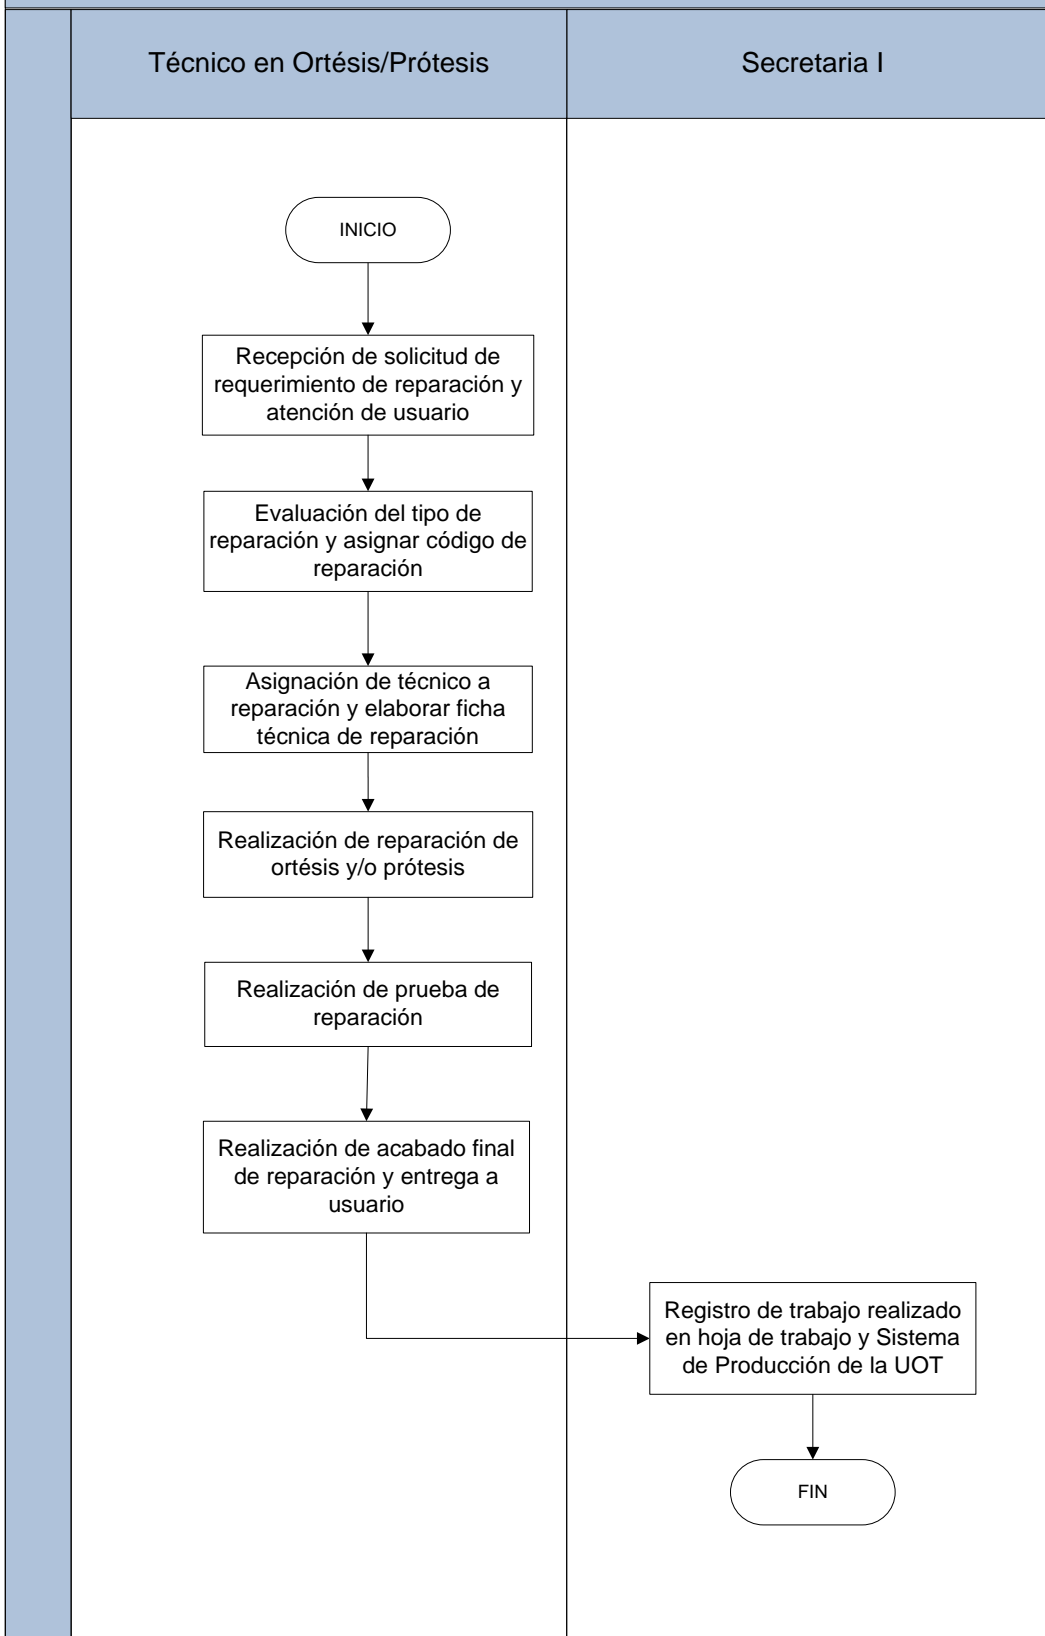 Técnico en Ortésis/Prótesis
Secretaria I
INICIO
Recepción de solicitud de
requerimiento de reparación y
atención de usuario
Evaluación del tipo de
reparación y asignar código de
reparación
Asignación de técnico a
reparación y elaborar ficha
técnica de reparación
Realización de reparación de
ortésis y/o prótesis
Realización de prueba de
reparación
Realización de acabado final
de reparación y entrega a
usuario
Registro de trabajo realizado
en hoja de trabajo y Sistema
de Producción de la UOT
FIN